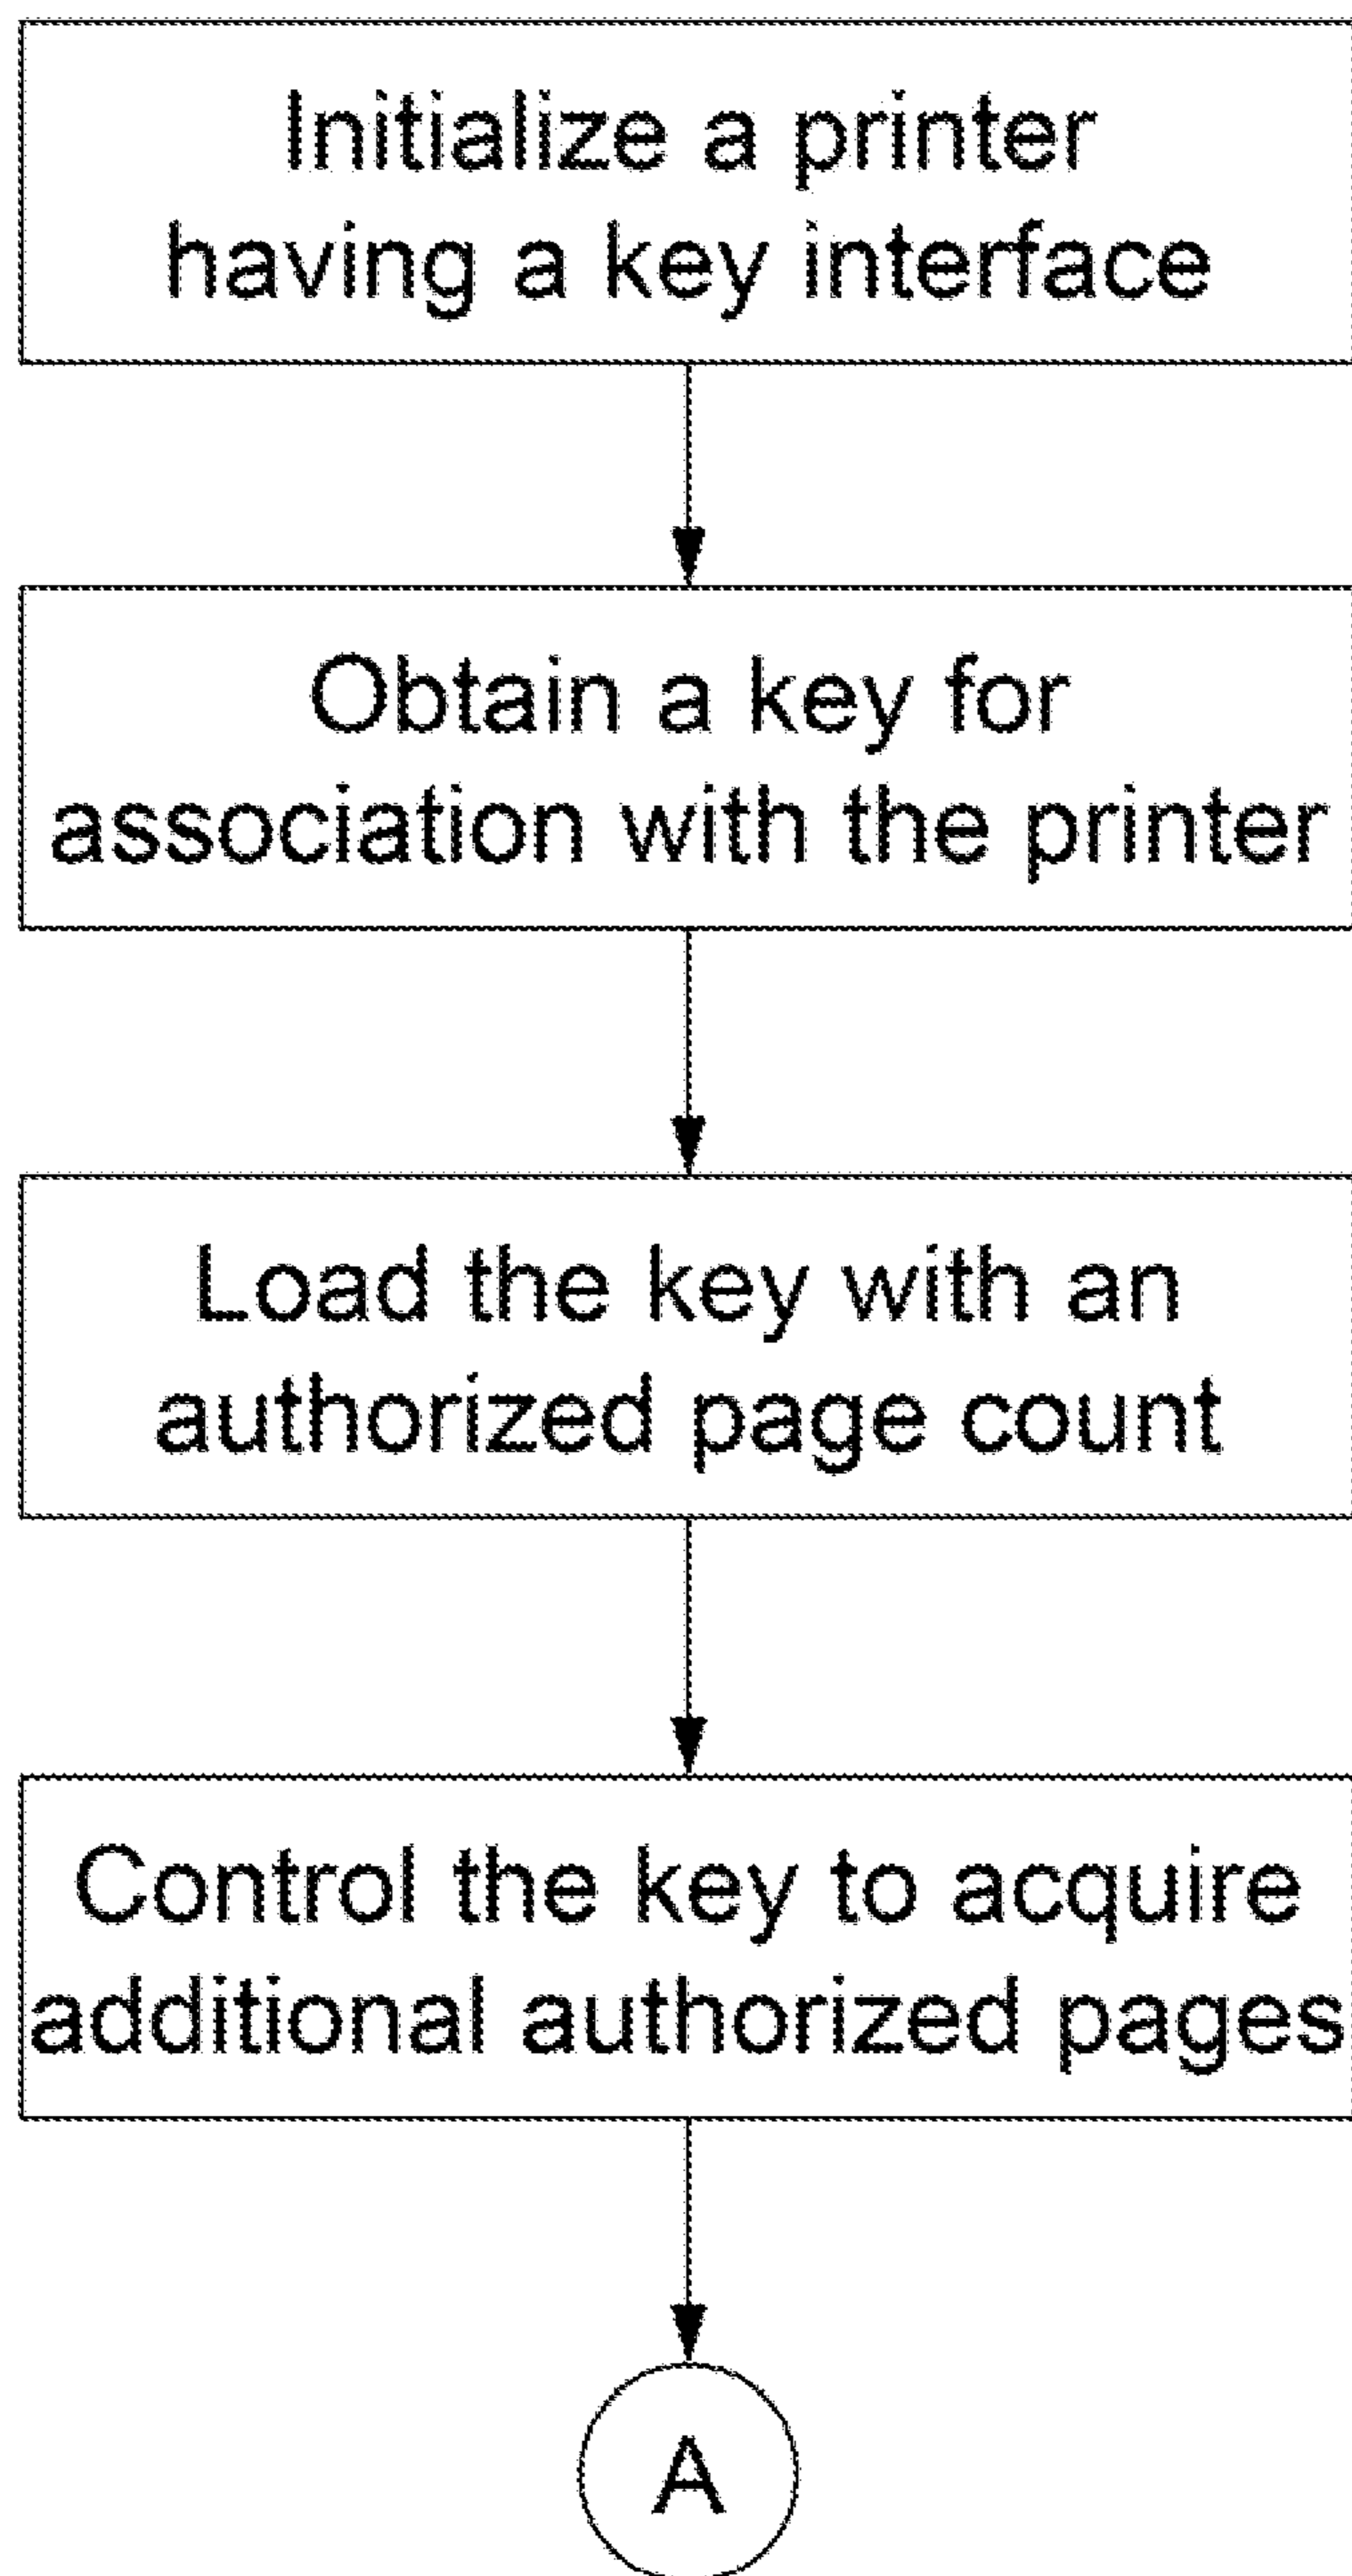 Initialize a printer
having a key interface
Obtain a key for
association with the printer
Load the key with an
authorized page count
Control the key to acquire
additional authorized pages
A